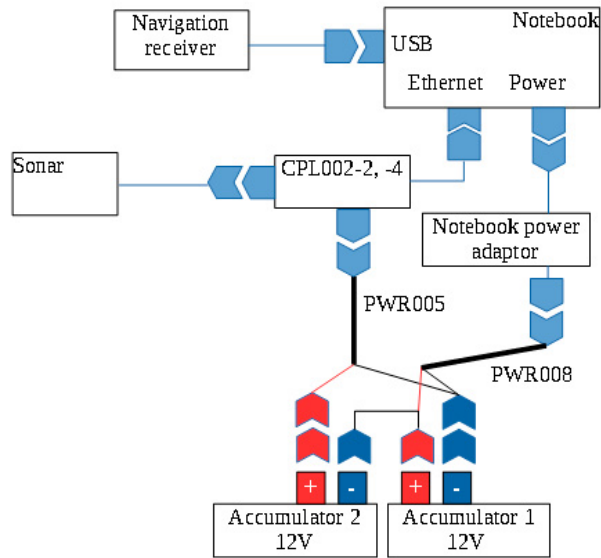 Navigation
receiver
Notebook
USB
Ethernet
Power
Sonar
CPL002-2, -4
Notebook power
adaptor
PWR005
PWR008
+
-
+
-
Accumulator 2
12V
Accumulator 1
12V